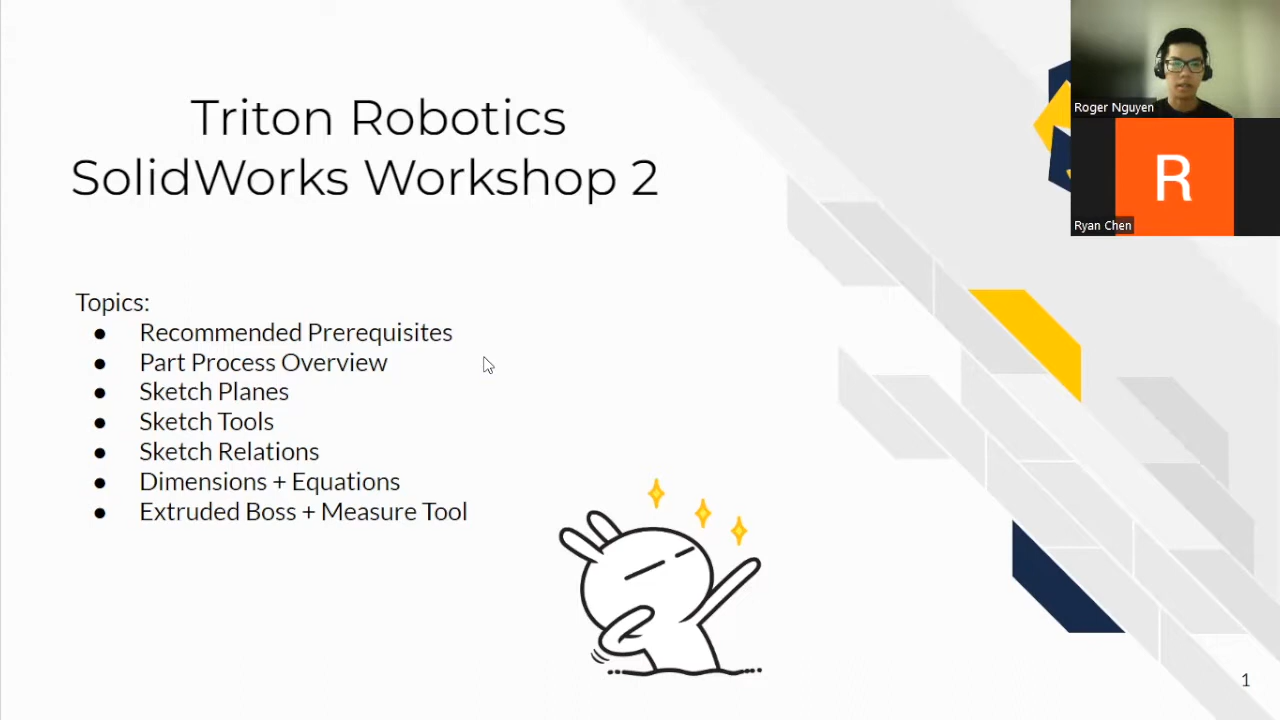 Triton Robotics
SolidWorks Workshop 2
Topics:
● Recommended Prerequisites
● Part Process Overview
● Sketch Planes
● Sketch Tools
● Sketch Relations
● Dimensions + Equations
● Extruded Boss + Measure Tool
Roger Nguyen
R
Ryan Chen
1